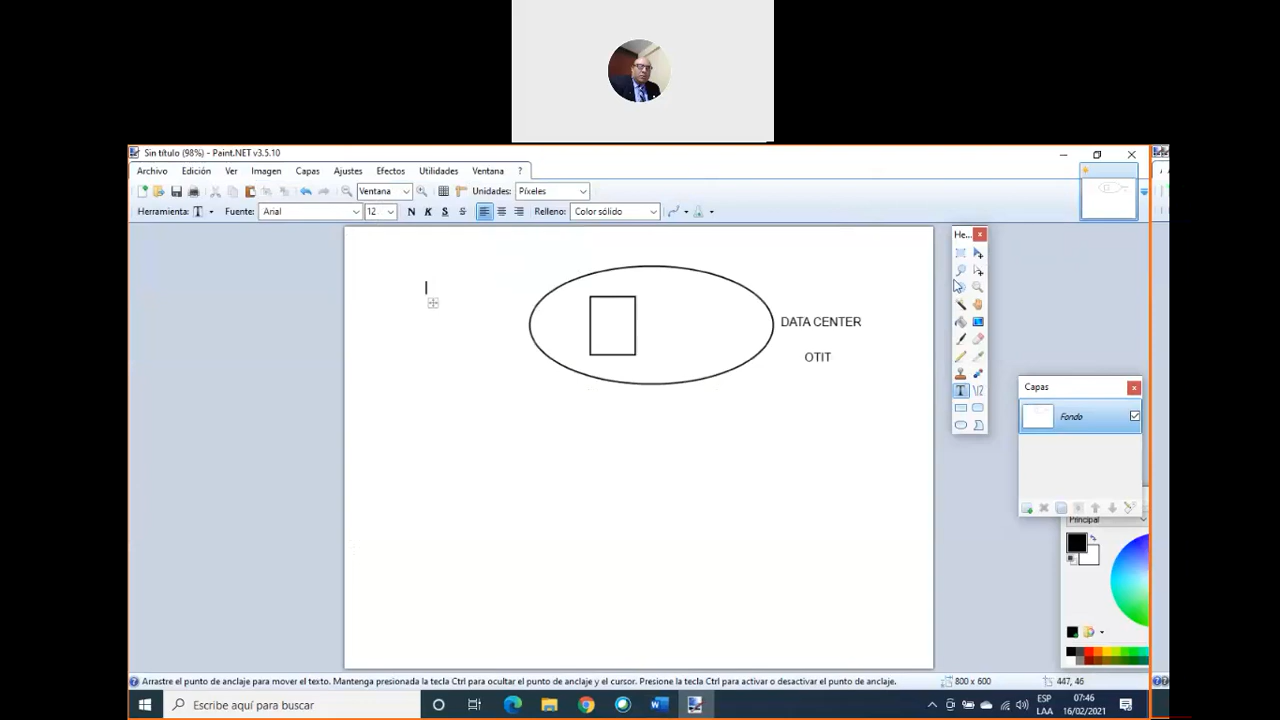 Sin título (98%) - Paint.NET v3.5.10
Archivo Edición Ver Imagen Capas Ajustes Efectos Utilidades Ventana ?
Ventana Unidades: Píxeles
Herramienta: T Fuente: Arial 12 N K S S Relleno: Color sólido
He...
DATA CENTER
OTIT
Capas
Fondo
Principal
Arrastre el punto de anclaje para mover el texto. Mantenga presionada la tecla Ctrl para ocultar el punto de anclaje y el cursor. Presione la tecla Ctrl para activar o desactivar el punto de anclaje. 800 x 600 447, 46
Escribe aquí para buscar
ESP
LAA
07:46
16/02/2021